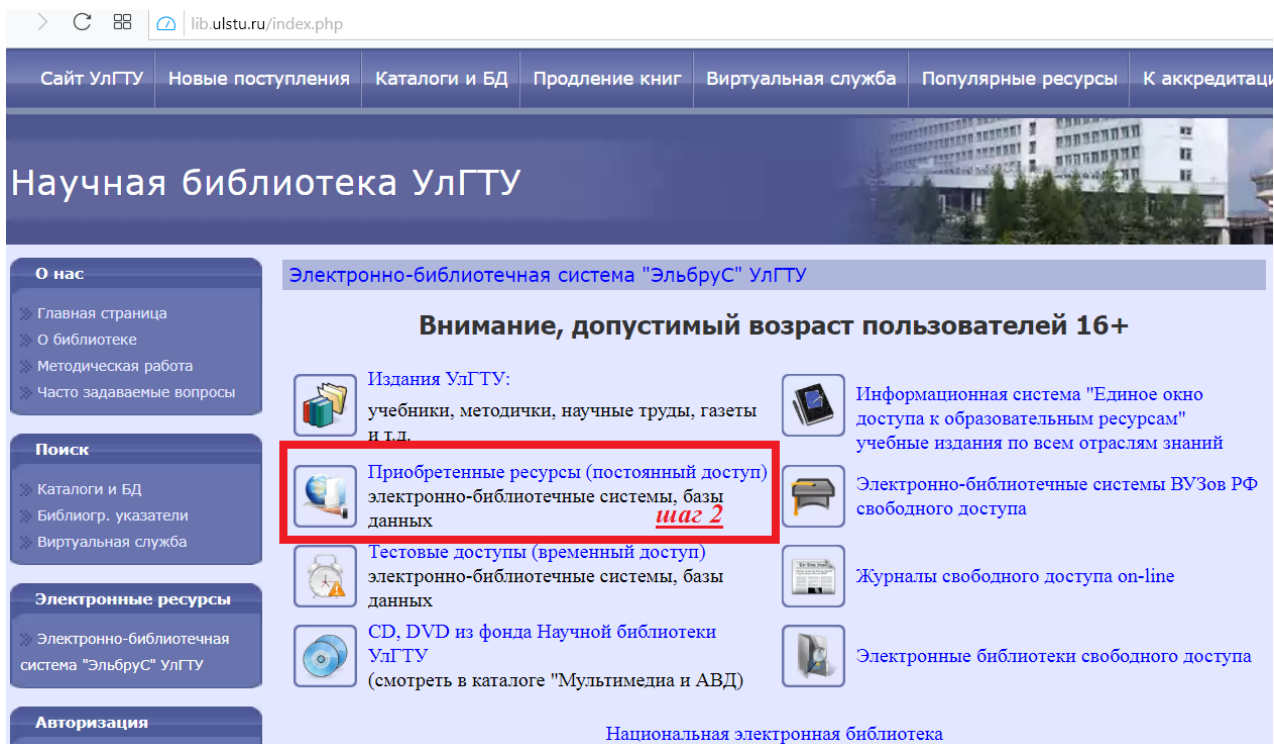 lib.ulstu.ru/index.php
Сайт УлГТУ Новые поступления Каталоги и БД Продление книг Виртуальная служба Популярные ресурсы К аккредитаци
Научная библиотека УлГТУ
О нас
Главная страница
О библиотеке
Методическая работа
Часто задаваемые вопросы
Поиск
Каталоги и БД
Библиогр. указатели
Виртуальная служба
Электронные ресурсы
Электронно-библиотечная
система "ЭльбруС" УлГТУ
Авторизация
Электронно-библиотечная система "ЭльбруС" УлГТУ
Внимание, допустимый возраст пользователей 16+
Издания УлГТУ:
учебники, методички, научные труды, газеты
и т.д.
Приобретенные ресурсы (постоянный доступ)
электронно-библиотечные системы, базы
данных
шаг 2
Тестовые доступы (временный доступ)
электронно-библиотечные системы, базы
данных
CD, DVD из фонда Научной библиотеки
УлГТУ
(смотреть в каталоге "Мультимедиа и АВД)
Информационная система "Единое окно
доступа к образовательным ресурсам"
учебные издания по всем отраслям знаний
Электронно-библиотечные системы ВУЗов РФ
свободного доступа
Журналы свободного доступа on-line
Электронные библиотеки свободного доступа
Национальная электронная библиотека